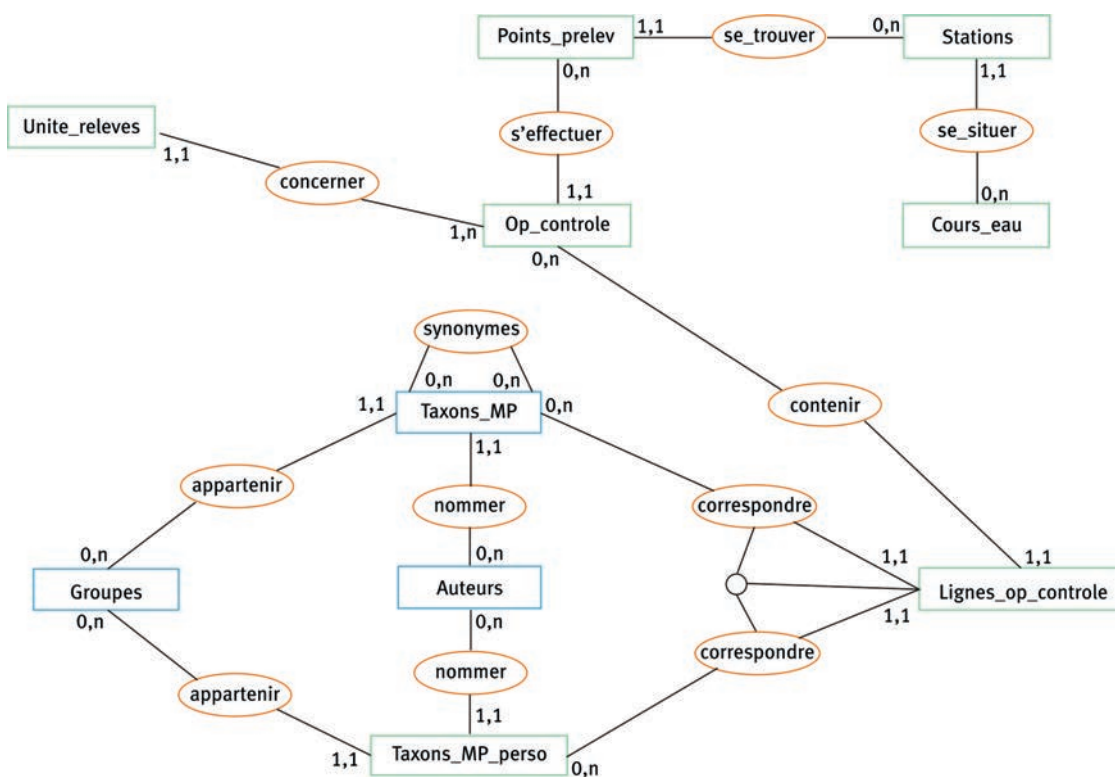 Points_prelev
1,1
se_trouver
0,n
Stations
0,n
1,1
Unite_releves
1,1
s'effectuer
se_situer
concerner
1,1
0,n
1,n
Op_controle
Cours_eau
0,n
synonymes
0,n
0,n
1,1
Taxons_MP
0,n
contenir
1,1
appartenir
nommer
correspondre
0,n
0,n
1,1
1,1
Groupes
Auteurs
Lignes_op_controle
0,n
0,n
1,1
correspondre
nommer
appartenir
1,1
1,1
Taxons_MP_perso
0,n